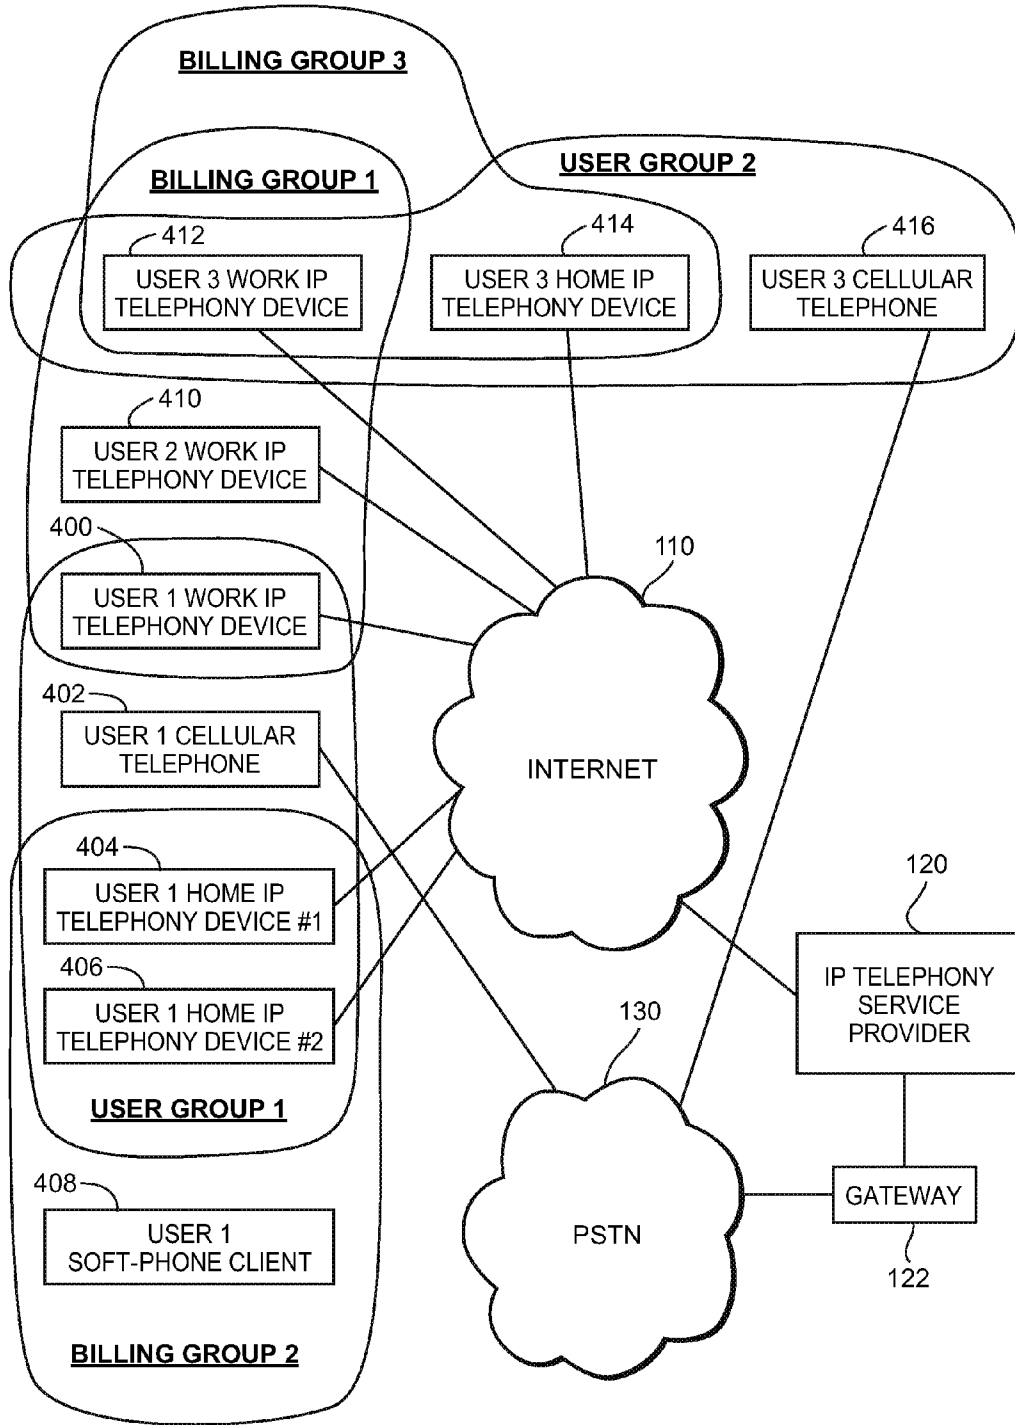 BILLING GROUP 3
BILLING GROUP 1
USER GROUP 2
412
414
416
USER 3 WORK IP
TELEPHONY DEVICE
USER 3 HOME IP
TELEPHONY DEVICE
USER 3 CELLULAR
TELEPHONE
410
USER 2 WORK IP
TELEPHONY DEVICE
400
USER 1 WORK IP
TELEPHONY DEVICE
110
402
USER 1 CELLULAR
TELEPHONE
INTERNET
404
USER 1 HOME IP
TELEPHONY DEVICE #1
120
406
USER 1 HOME IP
TELEPHONY DEVICE #2
IP TELEPHONY
SERVICE
PROVIDER
130
USER GROUP 1
408
USER 1
SOFT-PHONE CLIENT
PSTN
GATEWAY
122
BILLING GROUP 2